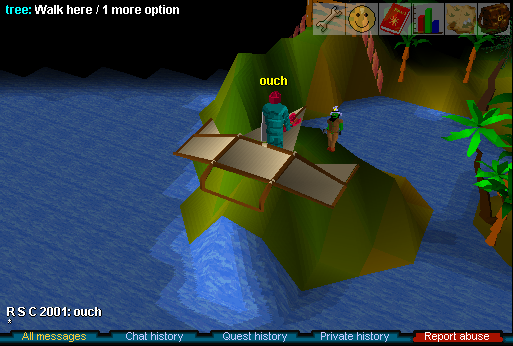 tree: Walk here / 1 more option
ouch
R S C 2001: ouch
*
All messages Chat history Quest history Private history Report abuse